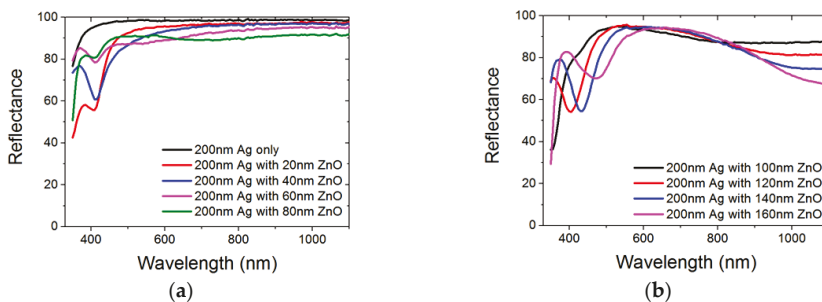 100
80
60
40
20
0
Reflectance
200nm Ag only
200nm Ag with 20nm ZnO
200nm Ag with 40nm ZnO
200nm Ag with 60nm ZnO
200nm Ag with 80nm ZnO
400 600 800 1000
Wavelength (nm)
(a)
100
80
60
40
20
0
Reflectance
200nm Ag with 100nm ZnO
200nm Ag with 120nm ZnO
200nm Ag with 140nm ZnO
200nm Ag with 160nm ZnO
400 600 800 1000
Wavelength (nm)
(b)